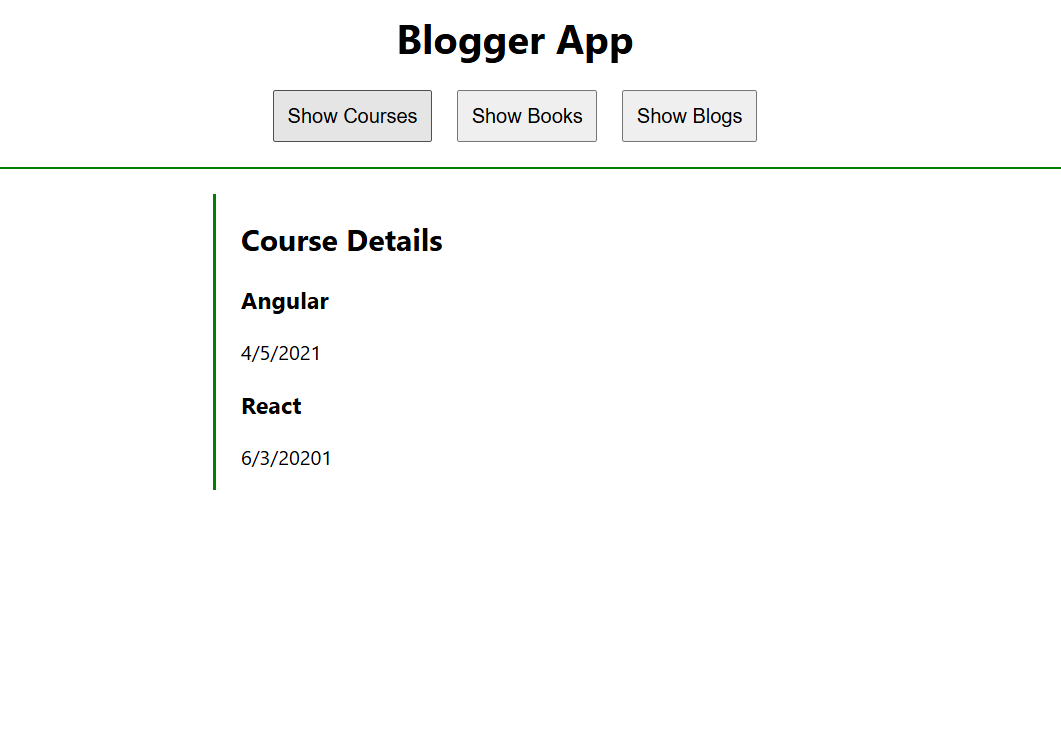 Blogger App
Show Courses Show Books Show Blogs
Course Details
Angular
4/5/2021
React
6/3/20201